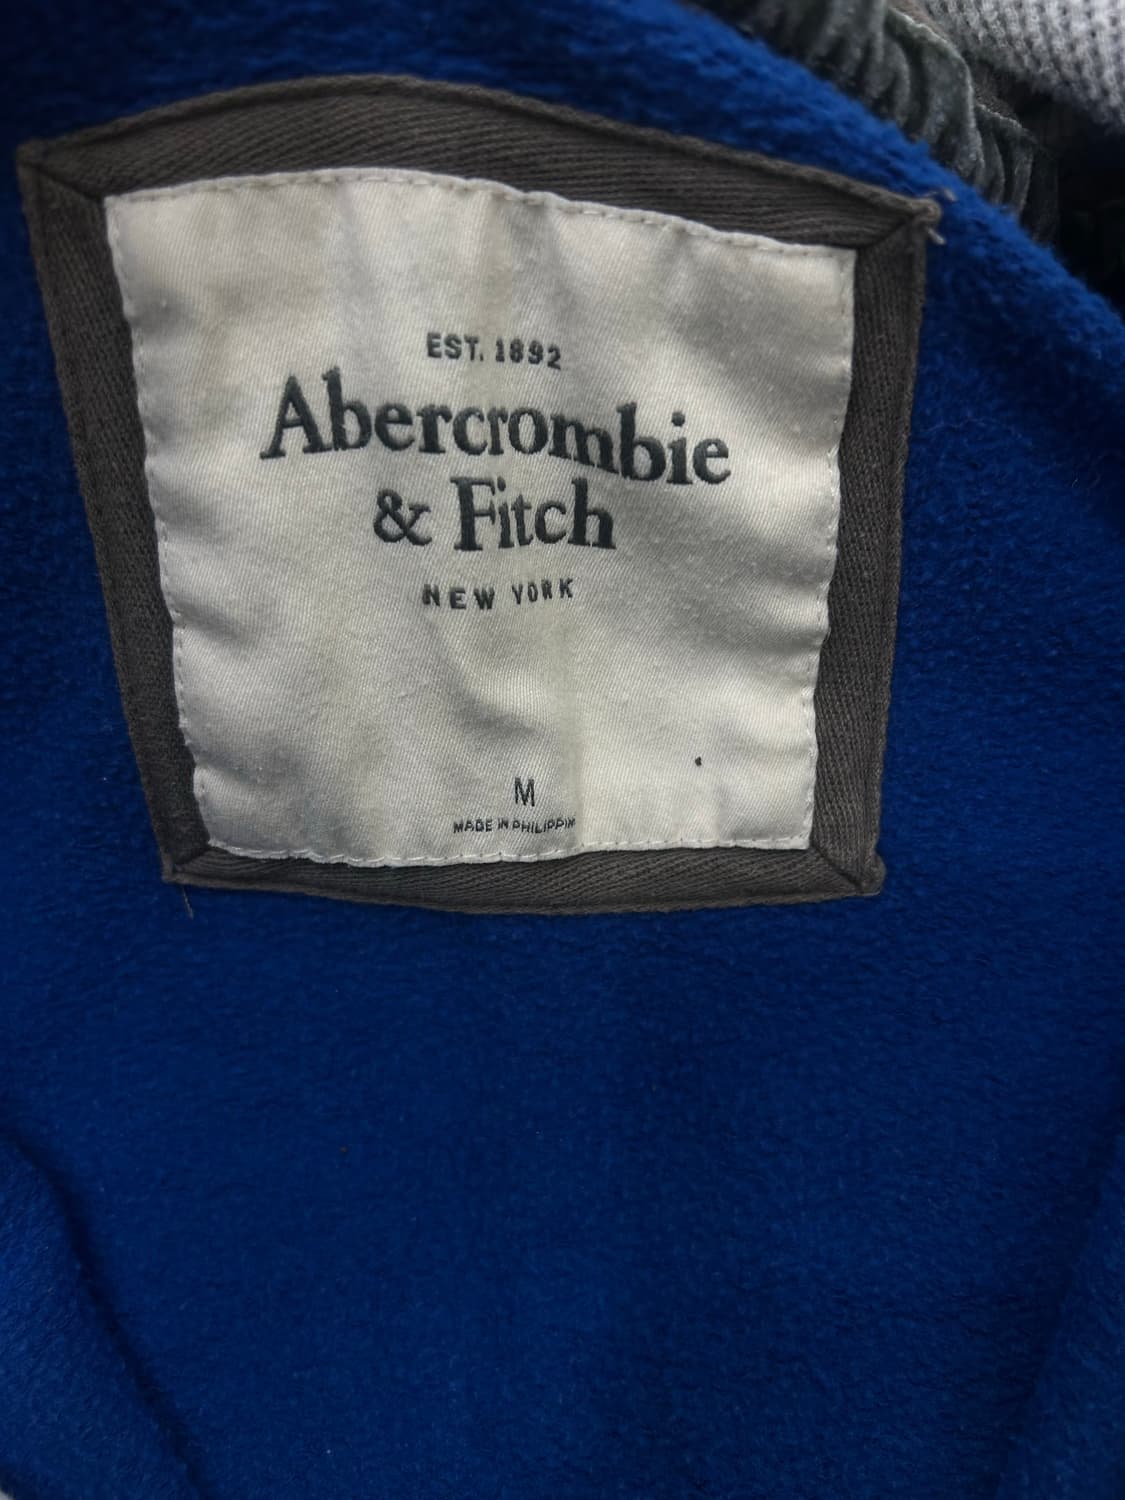 EST. 1892
Abercrombie
& Fitch
NEW YORK
M
MADE IN PHILIPPIN